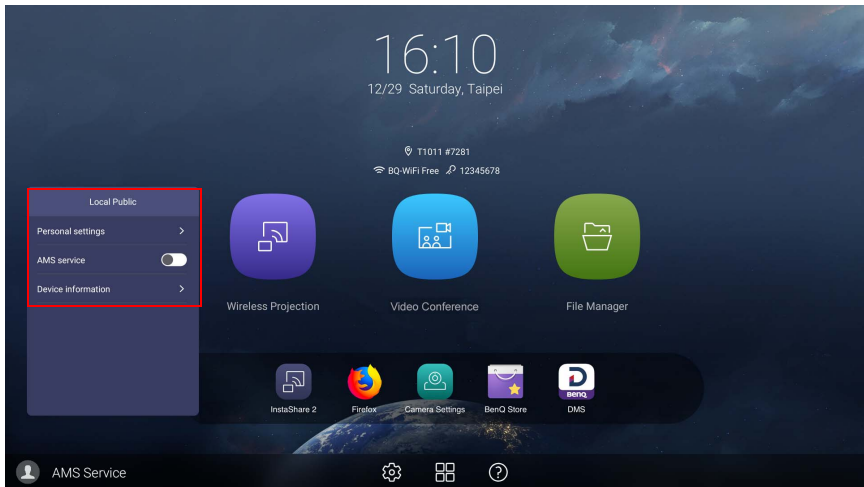 16:10
12/29 Saturday, Taipei
T1011 #7281
BQ-WiFi Free 12345678
Local Public
Personal settings
AMS service
Device information
Wireless Projection
Video Conference
File Manager
InstaShare 2
Firefox
Camera Settings
BenQ Store
BenQ
DMS
AMS Service